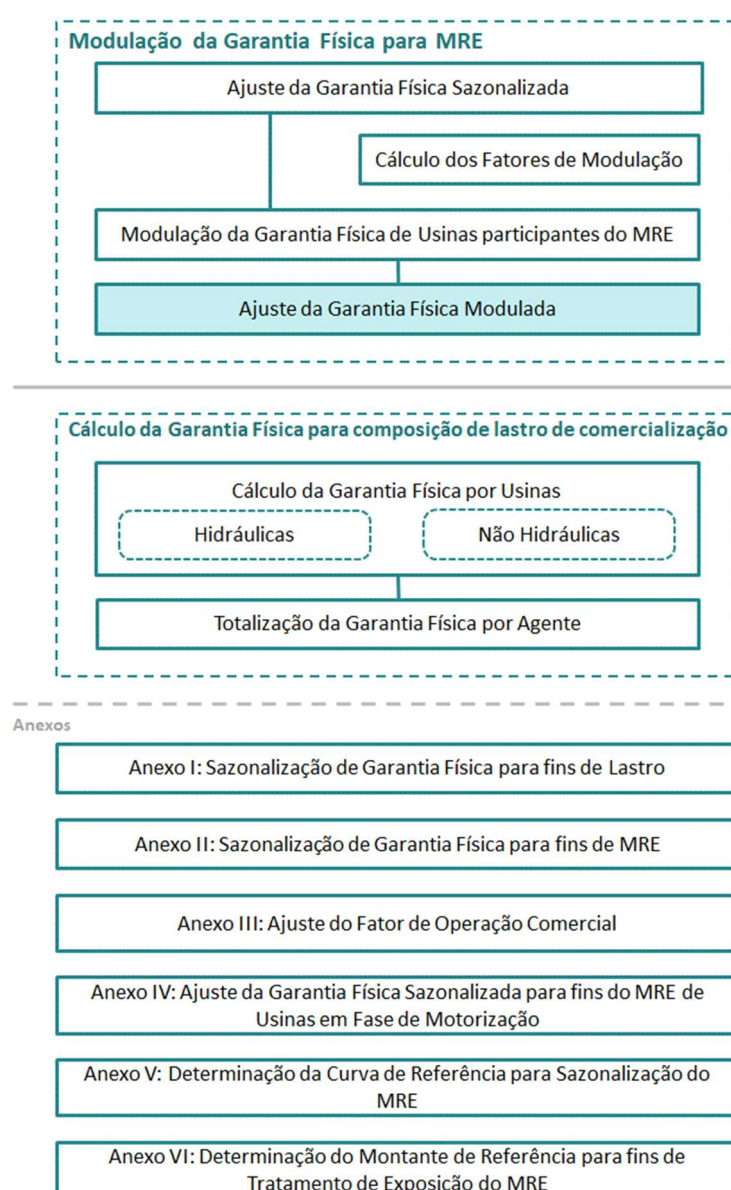 Modulação da Garantia Física para MRE
Ajuste da Garantia Física Sazonalizada
Cálculo dos Fatores de Modulação
Modulação da Garantia Física de Usinas participantes do MRE
Ajuste da Garantia Física Modulada
Cálculo da Garantia Física para composição de lastro de comercialização
Cálculo da Garantia Física por Usinas
Hidráulicas
Não Hidráulicas
Totalização da Garantia Física por Agente
Anexos
Anexo I: Sazonalização de Garantia Física para fins de Lastro
Anexo II: Sazonalização de Garantia Física para fins de MRE
Anexo III: Ajuste do Fator de Operação Comercial
Anexo IV: Ajuste da Garantia Física Sazonalizada para fins do MRE de
Usinas em Fase de Motorização
Anexo V: Determinação da Curva de Referência para Sazonalização do
MRE
Anexo VI: Determinação do Montante de Referência para fins de
Tratamento de Exposição do MRE